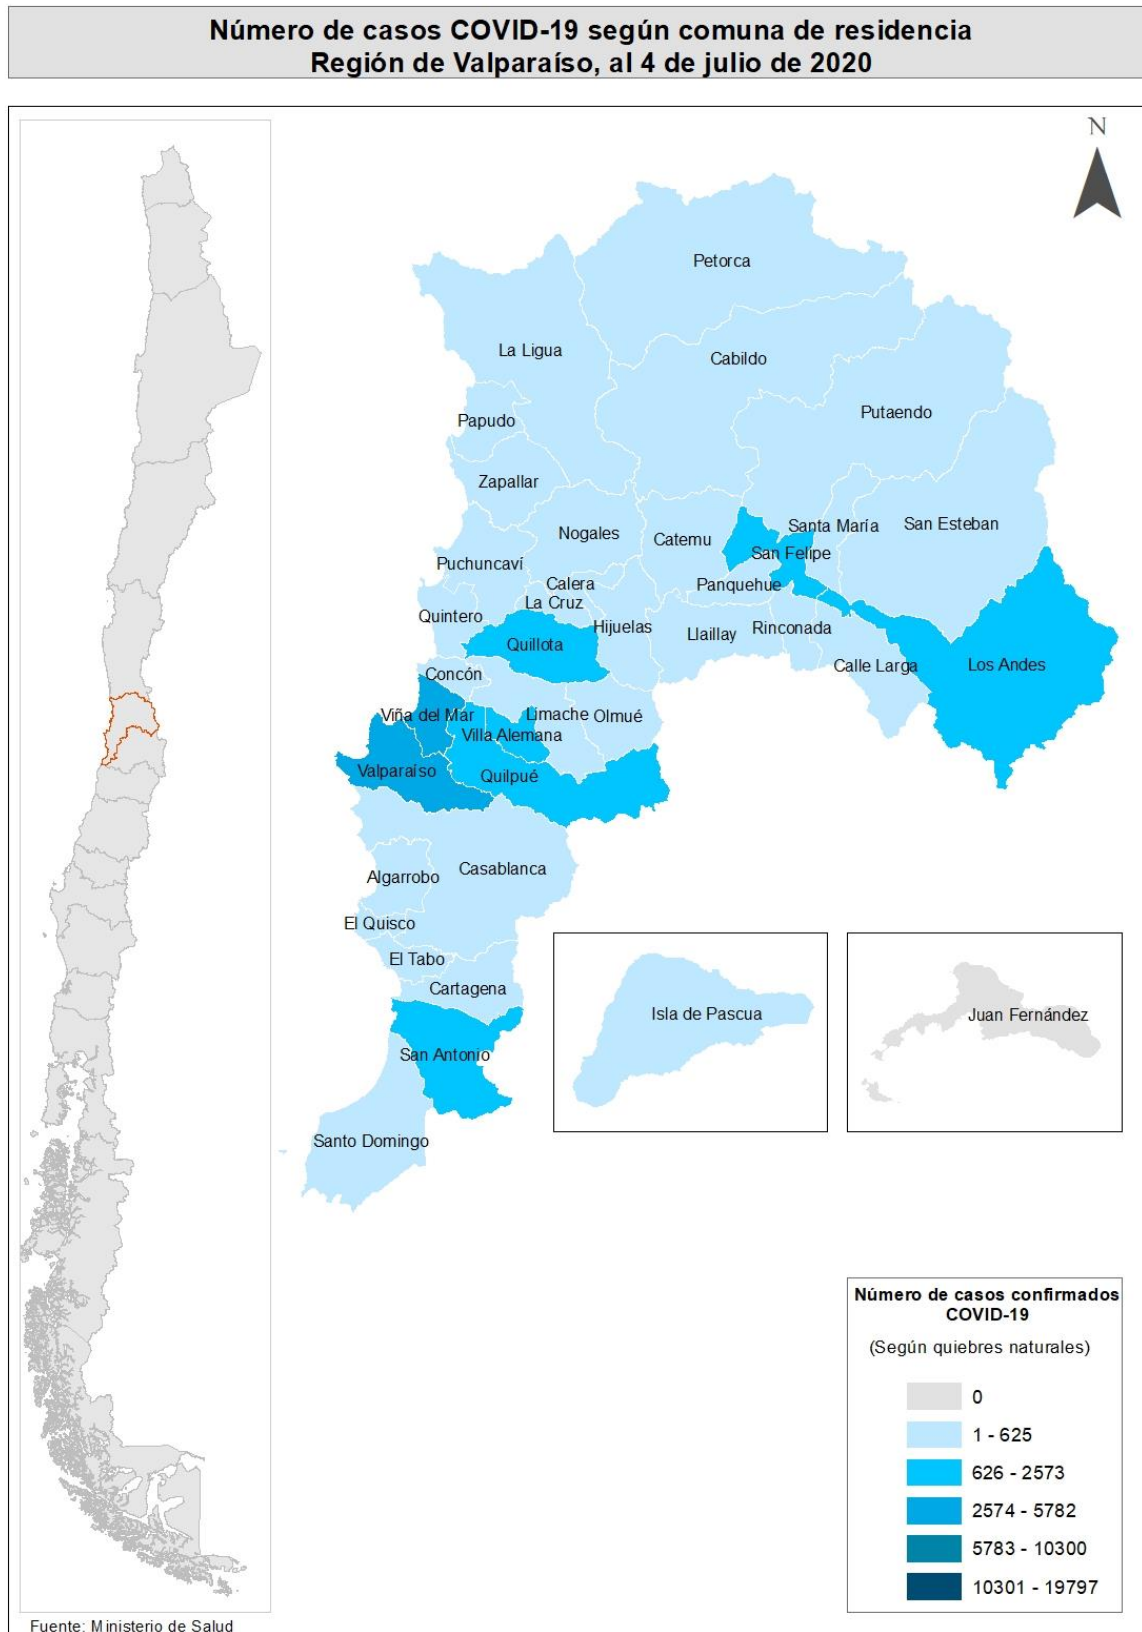 Número de casos COVID-19 según comuna de residencia
Región de Valparaíso, al 4 de julio de 2020
N
Petorca
La Ligua
Cabildo
Putaendo
Papudo
Zapallar
Nogales
Catemu
Santa María
San Esteban
San Felipe
Puchuncaví
Calera
Panquehue
La Cruz
Quintero
Hijuelas
Llaillay
Rinconada
Quillota
Calle Larga
Los Andes
Concón
Viña del Mar
Limache
Olmué
Villa Alemana
Valparaíso
Quilpué
Casablanca
Algarrobo
El Quisco
El Tabo
Cartagena
Isla de Pascua
Juan Fernández
San Antonio
Santo Domingo
Número de casos confirmados
COVID-19
(Según quiebres naturales)
0
1 - 625
626 - 2573
2574 - 5782
5783 - 10300
10301 - 19797
Fuente: Ministerio de Salud